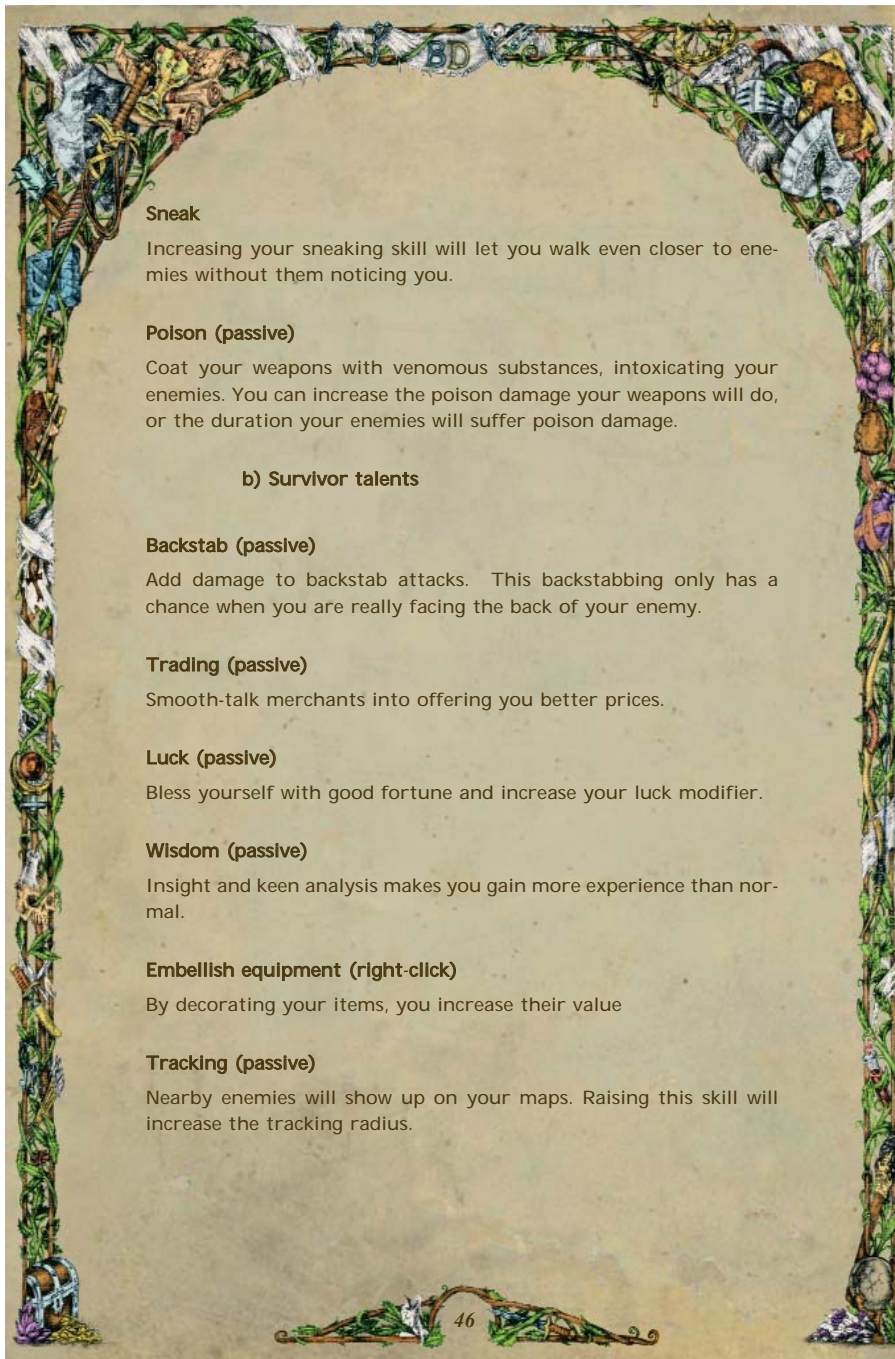 BD
Sneak
Increasing your sneaking skill will let you walk even closer to ene-
mies without them noticing you.
Poison (passive)
Coat your weapons with venomous substances, intoxicating your
enemies. You can increase the poison damage your weapons will do,
or the duration your enemies will suffer poison damage.
b) Survivor talents
Backstab (passive)
Add damage to backstab attacks.  This backstabbing only has a
chance when you are really facing the back of your enemy.
Trading (passive)
Smooth-talk merchants into offering you better prices.
Luck (passive)
Bless yourself with good fortune and increase your luck modifier.
Wisdom (passive)
Insight and keen analysis makes you gain more experience than nor-
mal.
Embellish equipment (right-click)
By decorating your items, you increase their value
Tracking (passive)
Nearby enemies will show up on your maps. Raising this skill will
increase the tracking radius.
46